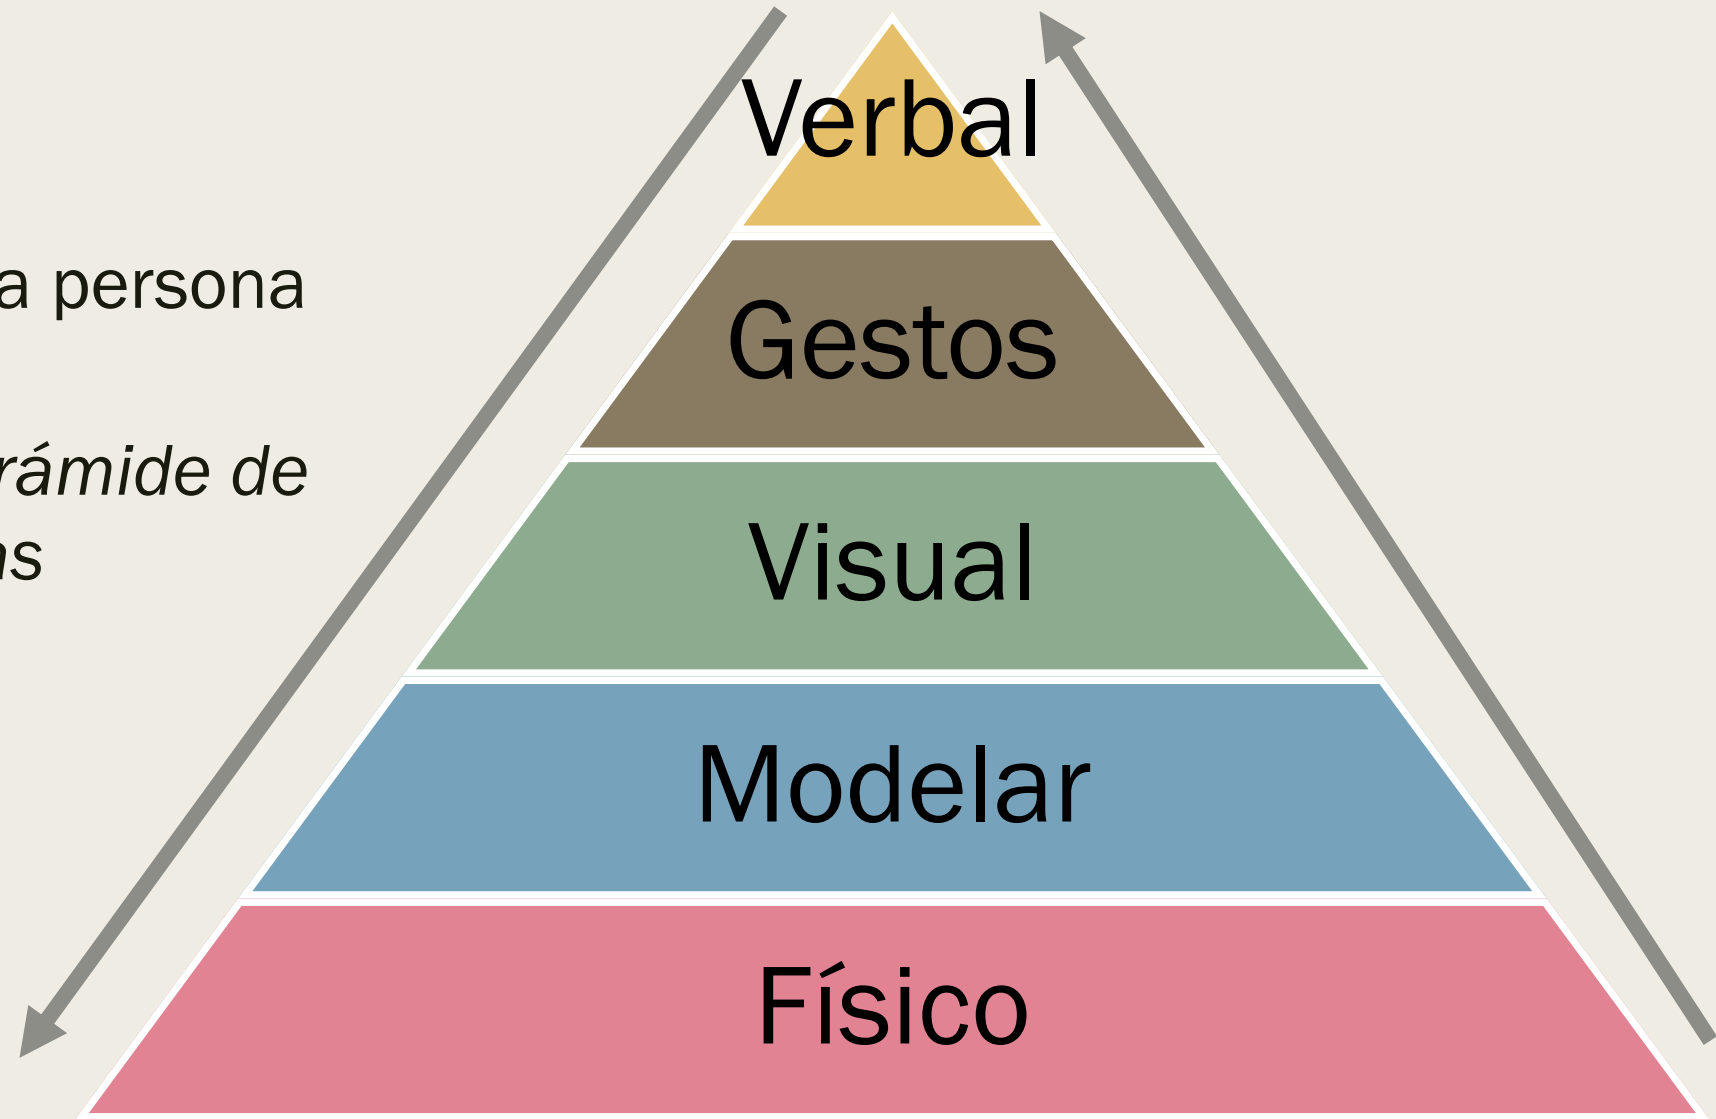 a persona
rámide de
as
Verbal
Gestos
Visual
Modelar
Físico